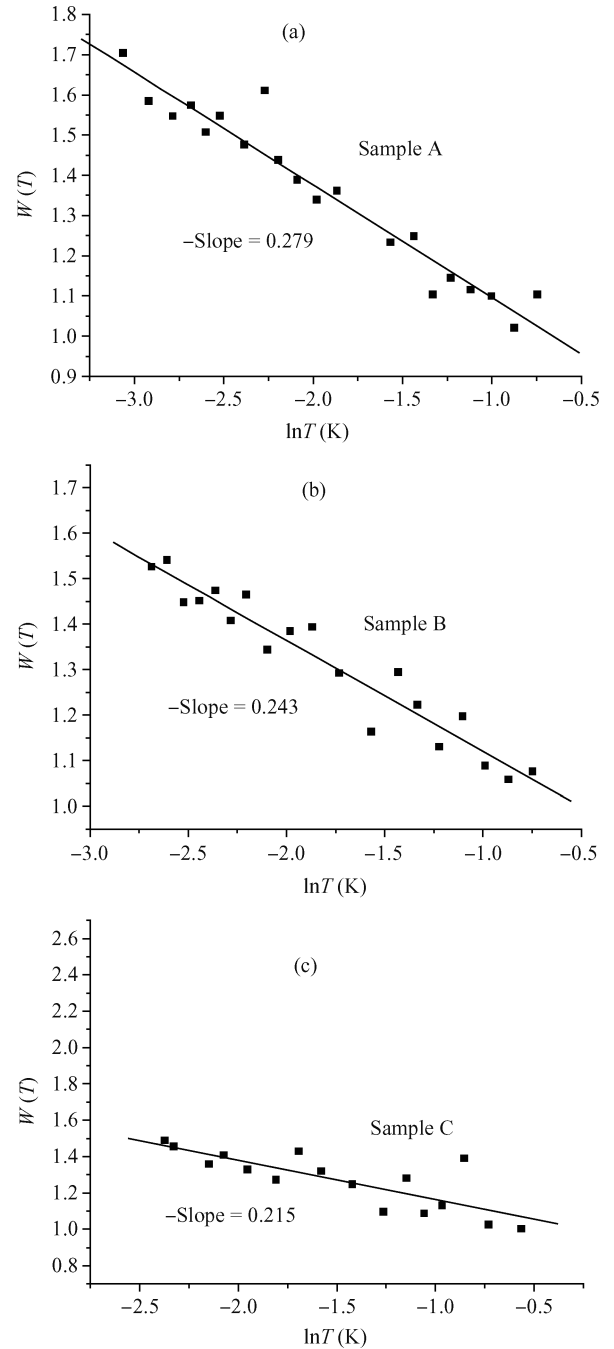 (a)
1.8
1.7
1.6
1.5
1.4
1.3
1.2
1.1
1.0
0.9
W (T)
Sample A
−Slope = 0.279
−3.0 −2.5 −2.0 −1.5 −1.0 −0.5
lnT (K)
(b)
1.7
1.6
1.5
1.4
1.3
1.2
1.1
1.0
W (T)
Sample B
−Slope = 0.243
−3.0 −2.5 −2.0 −1.5 −1.0 −0.5
lnT (K)
(c)
2.6
2.4
2.2
2.0
1.8
1.6
1.4
1.2
1.0
0.8
W (T)
Sample C
−Slope = 0.215
−2.5 −2.0 −1.5 −1.0 −0.5
lnT (K)